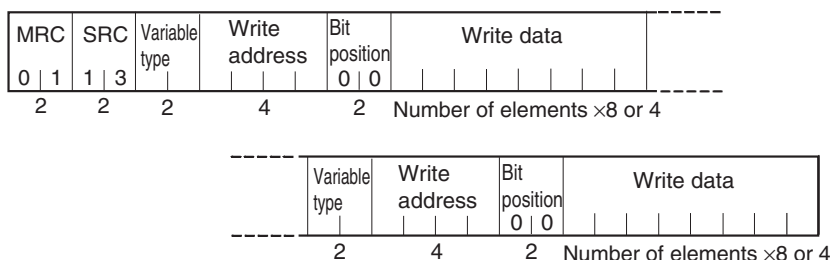 MRC SRC Variable type Write address Bit position Write data
0 1 1 3 0 0
2 2 2 4 2 Number of elements ×8 or 4
Variable type Write address Bit position Write data
0 0
2 4 2 Number of elements ×8 or 4